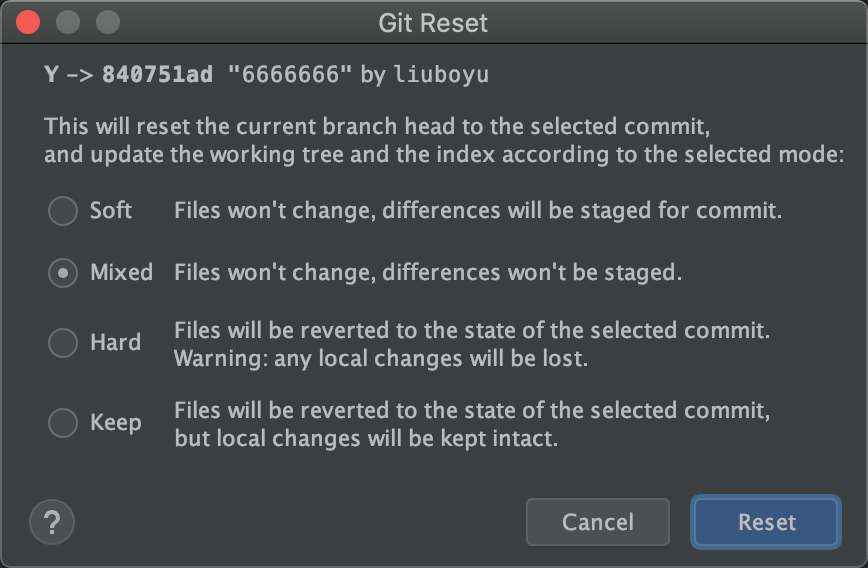 Git Reset
Y -> 840751ad "6666666" by liuboyu
This will reset the current branch head to the selected commit,
and update the working tree and the index according to the selected mode:
Soft Files won't change, differences will be staged for commit.
Mixed Files won't change, differences won't be staged.
Hard Files will be reverted to the state of the selected commit.
Warning: any local changes will be lost.
Keep Files will be reverted to the state of the selected commit,
but local changes will be kept intact.
? Cancel Reset